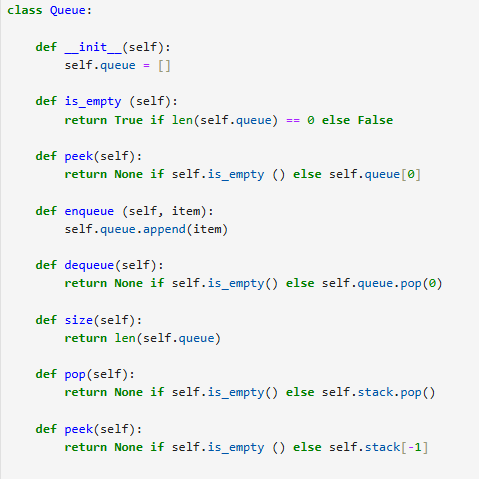 class Queue:
    def __init__(self):
        self.queue = []
    def is_empty (self):
        return True if len(self.queue) == 0 else False
    def peek(self):
        return None if self.is_empty () else self.queue[0]
    def enqueue (self, item):
        self.queue.append(item)
    def dequeue(self):
        return None if self.is_empty() else self.queue.pop(0)
    def size(self):
        return len(self.queue)
    def pop(self):
        return None if self.is_empty() else self.stack.pop()
    def peek(self):
        return None if self.is_empty () else self.stack[-1]